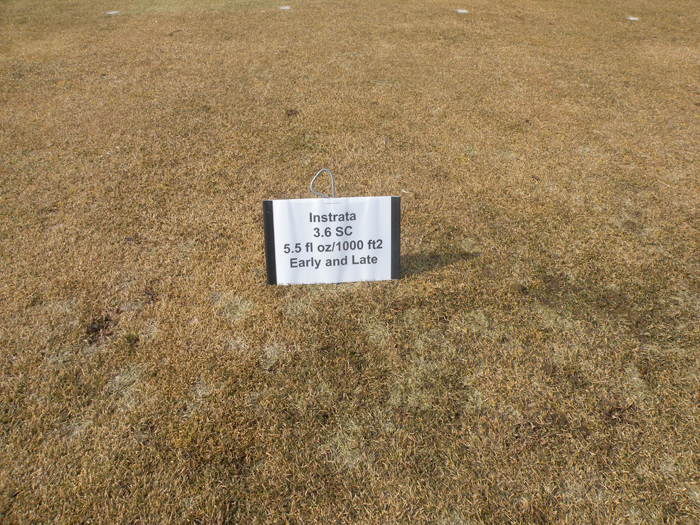 Instrata
3.6 SC
5.5 fl oz/1000 ft2
Early and Late